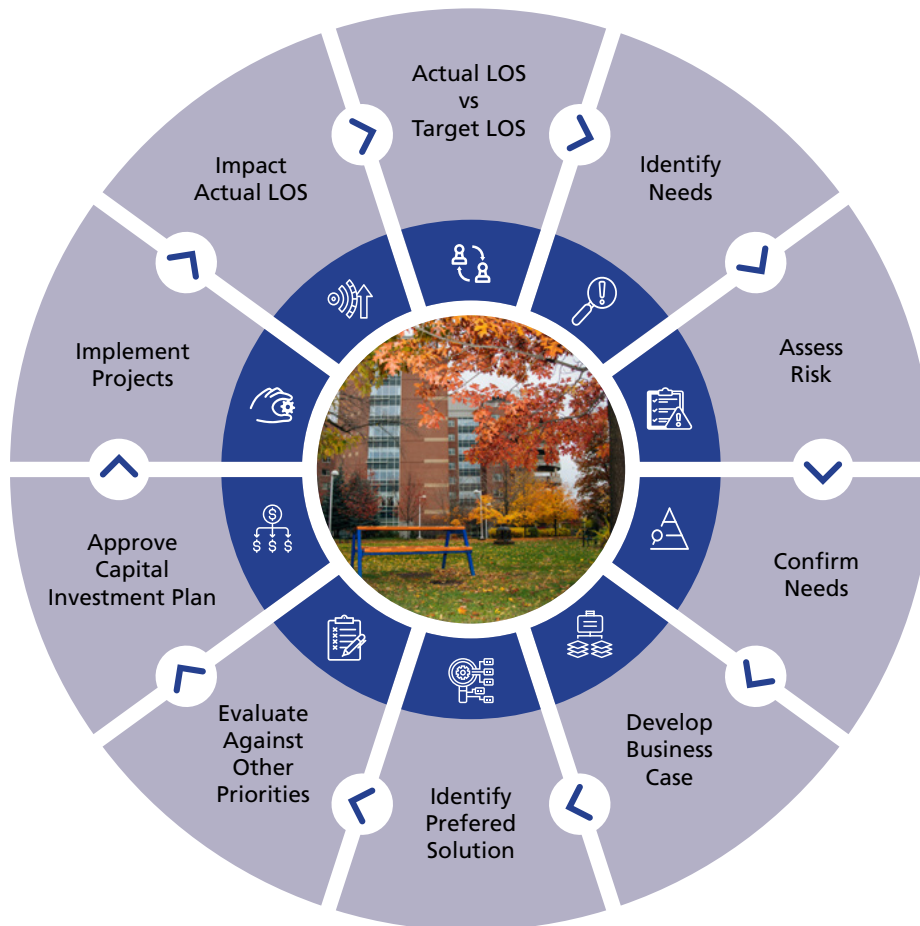 Actual LOS
vs
Target LOS
Identify
Needs
Assess
Risk
Confirm
Needs
Develop
Business
Case
Identify
Prefered
Solution
Evaluate
Against
Other
Priorities
Approve
Capital
Investment Plan
Implement
Projects
Impact
Actual LOS